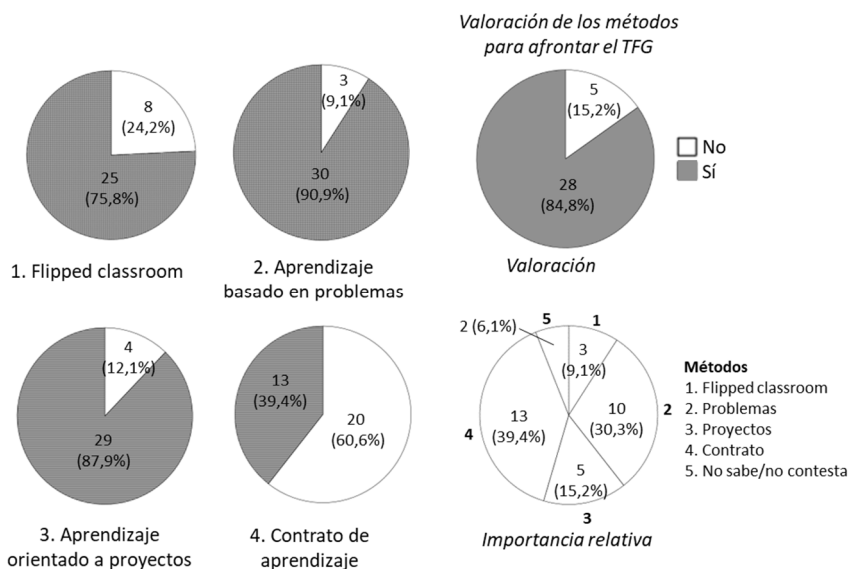 8
(24,2%)
25
(75,8%)
1. Flipped classroom
3
(9,1%)
30
(90,9%)
2. Aprendizaje
basado en problemas
Valoración de los métodos
para afrontar el TFG
5
(15,2%)
28
(84,8%)
Valoración
No
Sí
4
(12,1%)
29
(87,9%)
3. Aprendizaje
orientado a proyectos
13
(39,4%)
20
(60,6%)
4. Contrato de
aprendizaje
5
1
2 (6,1%)
3
(9,1%)
10
(30,3%)
2
13
(39,4%)
4
5
(15,2%)
3
Importancia relativa
Métodos
1. Flipped classroom
2. Problemas
3. Proyectos
4. Contrato
5. No sabe/no contesta